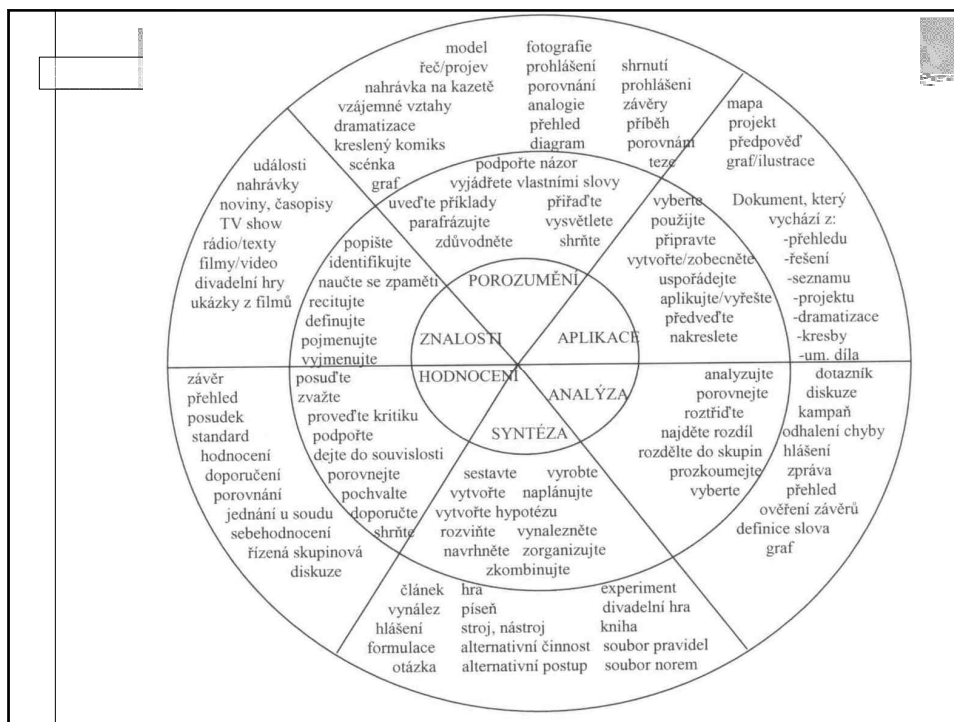 model
řeč/projev
nahrávka na kazetě
vzájemné vztahy
dramatizace
kreslený komiks
scénka
graf
fotografie
prohlášení
porovnání
analogie
přehled
diagram
shrnutí
prohlášeni
závěry
příběh
porovnám
teze
podpořte názor
vyjádřete vlastními slovy
uveďte příklady přiřaďte
parafrázujte vysvětlete
zdůvodněte shrňte
POROZUMĚNÍ
mapa
projekt
předpověď
graf/ilustrace
Dokument, který
vychází z:
-přehledu
-řešení
-seznamu
-projektu
-dramatizace
-kresby
-um. díla
vyberte
použijte
připravte
vytvořte/zobecněte
uspořádejte
aplikujte/vyřešte
předveďte
nakreslete
APLIKACE
události
nahrávky
noviny, časopisy
TV show
rádio/texty
filmy/video
divadelní hry
ukázky z filmů
popište
identifikujte
naučte se zpaměti
recitujte
definujte
pojmenujte
vyjmenujte
ZNALOSTI
HODNOCENÍ
posuďte
zvažte
proveďte kritiku
podpořte
dejte do souvislosti
porovnejte
pochvalte
doporučte
shrňte
závěr
přehled
posudek
standard
hodnocení
doporučení
porovnání
jednání u soudu
sebehodnocení
řízená skupinová
diskuze
ANALÝZA
analyzujte
porovnejte
roztřiďte
najděte rozdíl
rozdělte do skupin
prozkoumejte
vyberte
dotazník
diskuze
kampaň
odhalení chyby
hlášení
zpráva
přehled
ověření závěrů
definice slova
graf
SYNTÉZA
sestavte vyrobte
vytvořte naplánujte
vytvořte hypotézu
rozviňte vynalezněte
navrhněte zorganizujte
zkombinujte
článek hra experiment
vynález píseň divadelní hra
hlášení stroj, nástroj kniha
formulace alternativní činnost soubor pravidel
otázka alternativní postup soubor norem